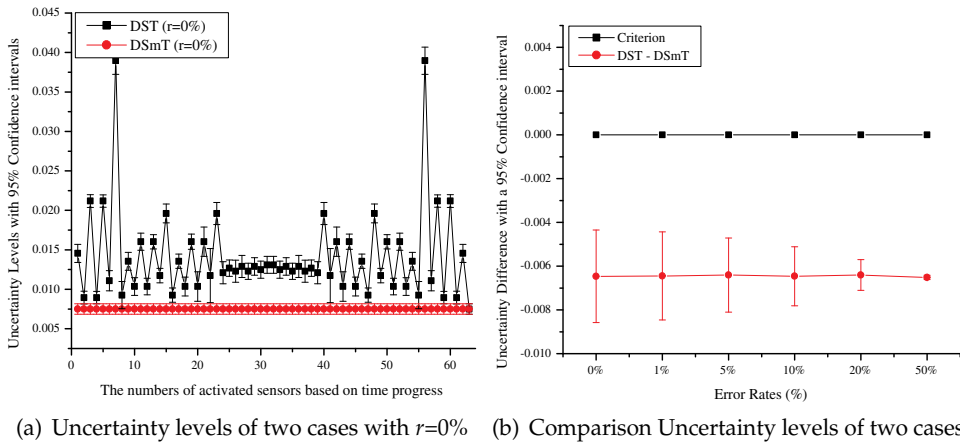 DST (r=0%)
DSmT (r=0%)
Uncertainty Levels with 95% Confidence intervals
0.045
0.040
0.035
0.030
0.025
0.020
0.015
0.010
0.005
0 10 20 30 40 50 60
The numbers of activated sensors based on time progress
(a) Uncertainty levels of two cases with r=0%
Criterion
DST - DSmT
Uncertainty Difference with a 95% Confidence interval
0.004
0.002
0.000
-0.002
-0.004
-0.006
-0.008
-0.010
0% 1% 5% 10% 20% 50%
Error Rates (%)
(b) Comparison Uncertainty levels of two cases